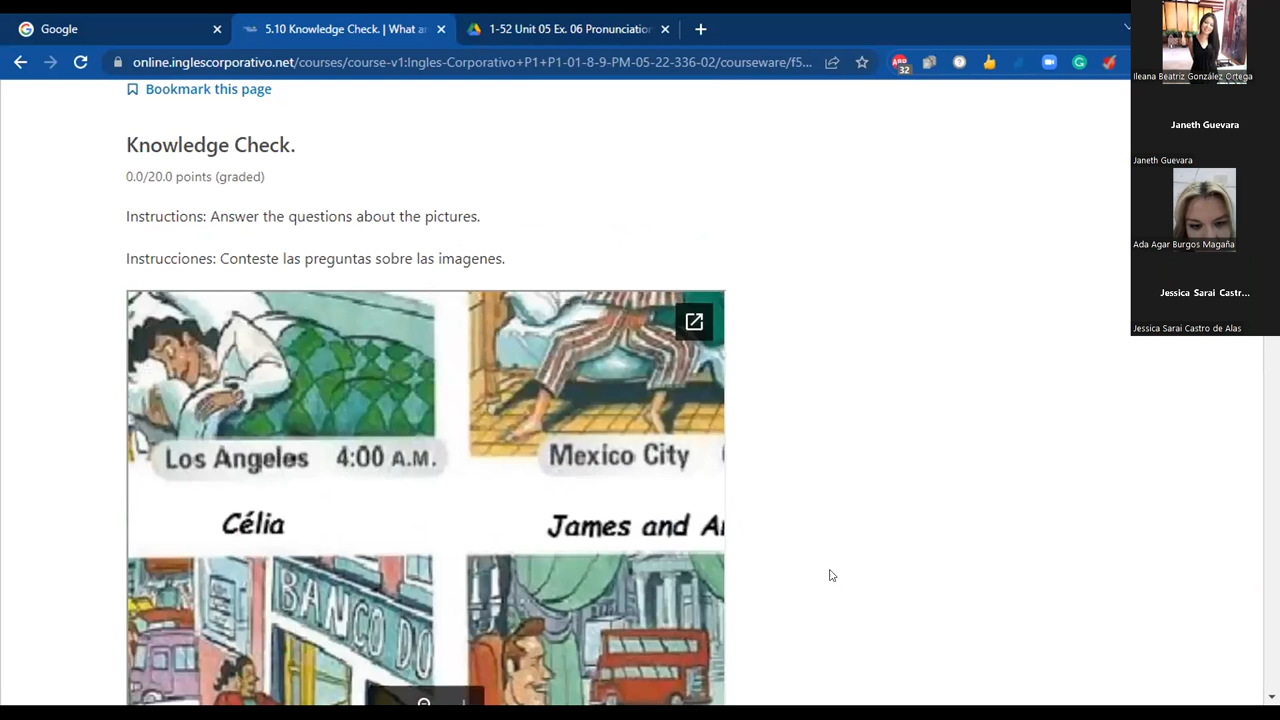 Google
5.10 Knowledge Check. | What ar
1-52 Unit 05 Ex. 06 Pronunciation
online.inglescorporativo.net/courses/course-v1:Ingles-Corporativo+P1+P1-01-8-9-PM-05-22-336-02/courseware/f5...
32
Bookmark this page
Knowledge Check.
0.0/20.0 points (graded)
Instructions: Answer the questions about the pictures.
Instrucciones: Conteste las preguntas sobre las imagenes.
Los Angeles 4:00 A.M.
Mexico City
Célia
James and A
BANCO DO
Ileana Beatriz González Ortega
Janeth Guevara
Janeth Guevara
Ada Agar Burgos Magaña
Jessica Sarai Castr...
Jessica Sarai Castro de Alas